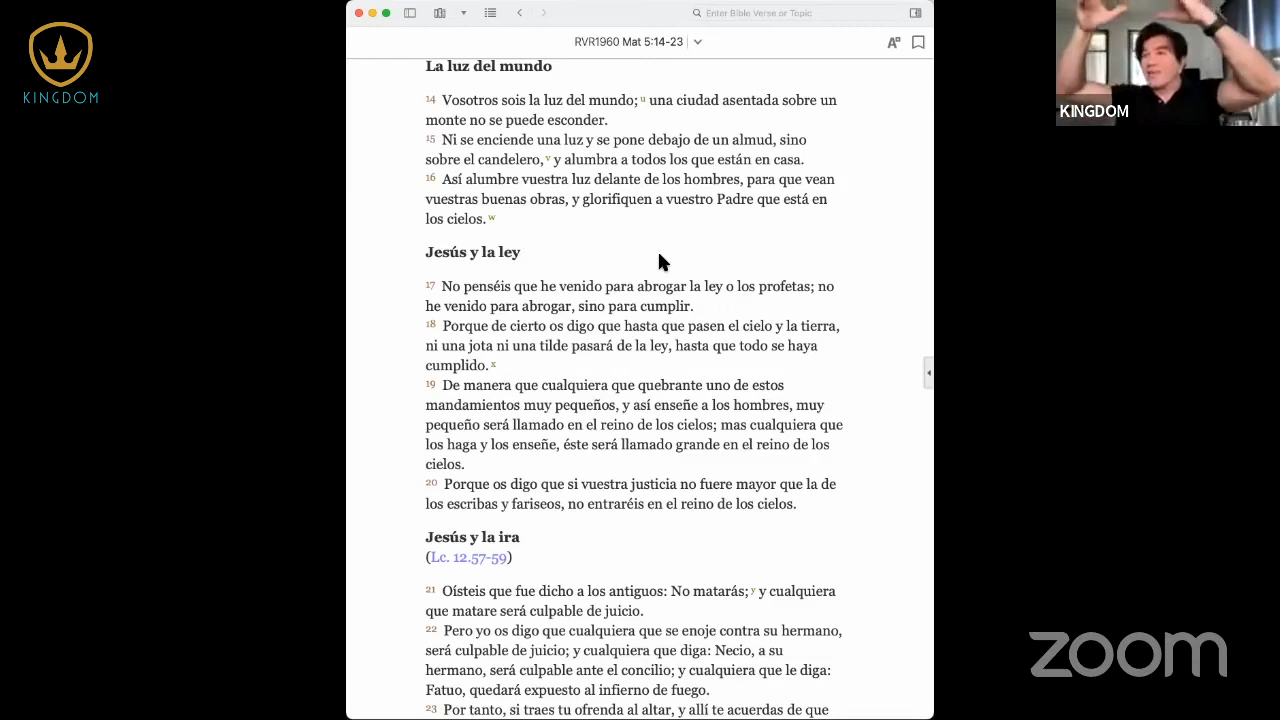 KINGDOM
Enter Bible Verse or Topic
RVR1960 Mat 5:14-23
La luz del mundo
14 Vosotros sois la luz del mundo; u una ciudad asentada sobre un
monte no se puede esconder.
15 Ni se enciende una luz y se pone debajo de un almud, sino
sobre el candelero, v y alumbra a todos los que están en casa.
16 Así alumbre vuestra luz delante de los hombres, para que vean
vuestras buenas obras, y glorifiquen a vuestro Padre que está en
los cielos. w
Jesús y la ley
17 No penséis que he venido para abrogar la ley o los profetas; no
he venido para abrogar, sino para cumplir.
18 Porque de cierto os digo que hasta que pasen el cielo y la tierra,
ni una jota ni una tilde pasará de la ley, hasta que todo se haya
cumplido. x
19 De manera que cualquiera que quebrante uno de estos
mandamientos muy pequeños, y así enseñe a los hombres, muy
pequeño será llamado en el reino de los cielos; mas cualquiera que
los haga y los enseñe, éste será llamado grande en el reino de los
cielos.
20 Porque os digo que si vuestra justicia no fuere mayor que la de
los escribas y fariseos, no entraréis en el reino de los cielos.
Jesús y la ira
(Lc. 12.57-59)
21 Oísteis que fue dicho a los antiguos: No matarás; y y cualquiera
que matare será culpable de juicio.
22 Pero yo os digo que cualquiera que se enoje contra su hermano,
será culpable de juicio; y cualquiera que diga: Necio, a su
hermano, será culpable ante el concilio; y cualquiera que le diga:
Fatuo, quedará expuesto al infierno de fuego.
23 Por tanto, si traes tu ofrenda al altar, y allí te acuerdas de que
KINGDOM
zoom